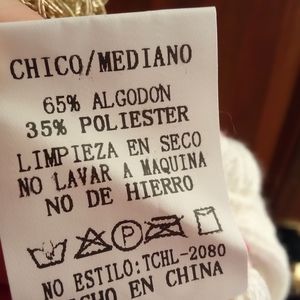 CHICO/MEDIANO
65% ALGODON
35% POLIESTER
LIMPIEZA EN SECO
NO LAVAR A MAQUINA
NO DE HIERRO
P
NO ESTILO:TCHL-2080
CHO EN CHINA